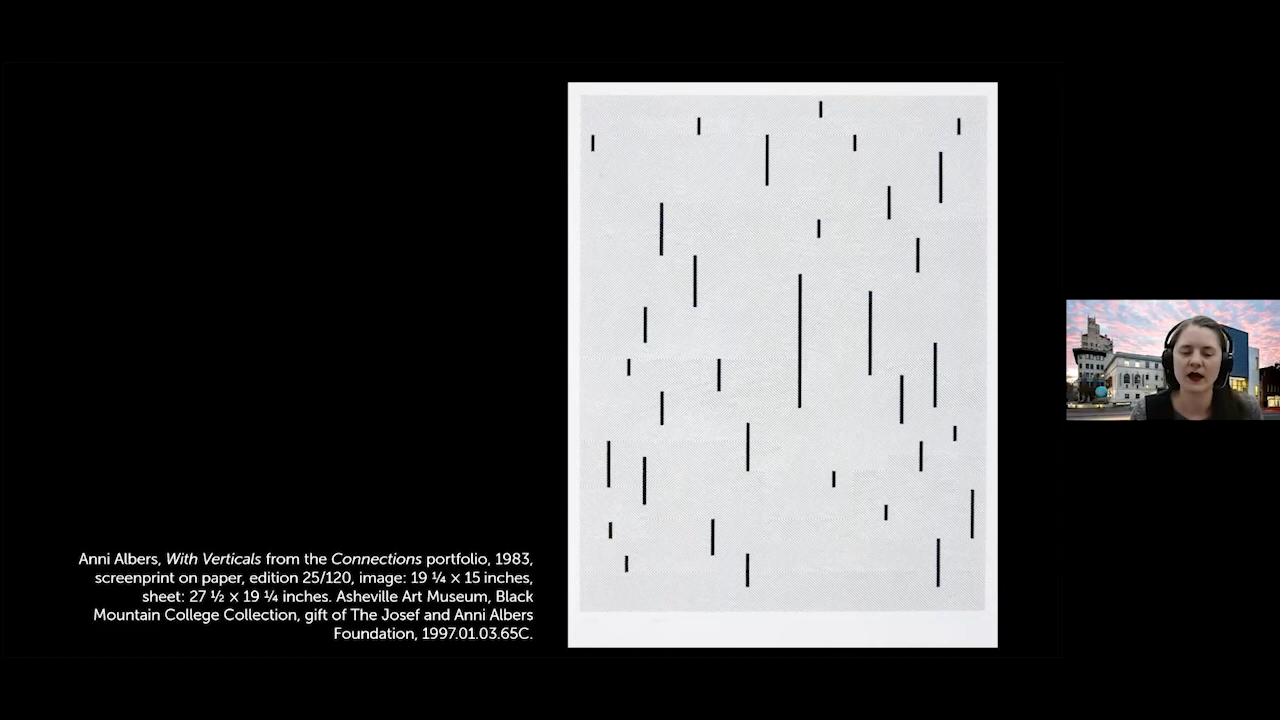 Anni Albers, With Verticals from the Connections portfolio, 1983,
screenprint on paper, edition 25/120, image: 19 ¼ × 15 inches,
sheet: 27 ½ × 19 ¼ inches. Asheville Art Museum, Black
Mountain College Collection, gift of The Josef and Anni Albers
Foundation, 1997.01.03.65C.